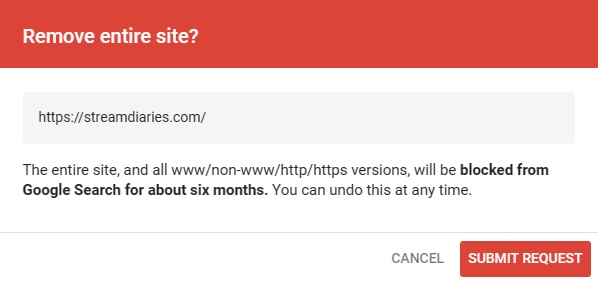 Remove entire site?
https://streamdiaries.com/
The entire site, and all www/non-www/http/https versions, will be blocked from
Google Search for about six months. You can undo this at any time.
CANCEL SUBMIT REQUEST